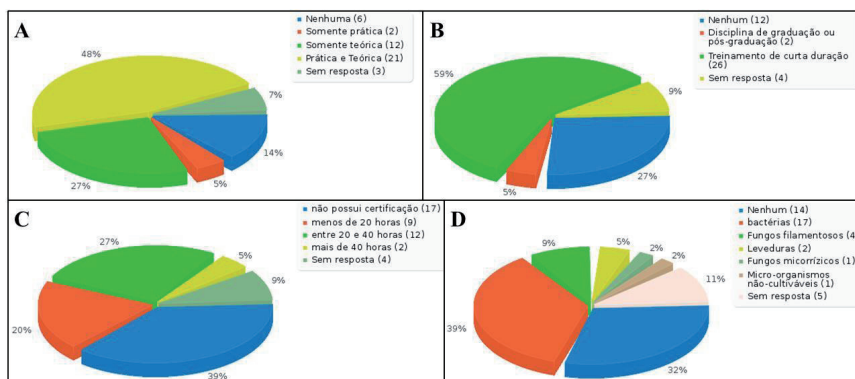 A
Nenhuma (6)
Somente prática (2)
Somente teórica (12)
Prática e Teórica (21)
Sem resposta (3)
48%
7%
14%
5%
27%
B
Nenhum (12)
Disciplina de graduação ou
pós-graduação (2)
Treinamento de curta duração
(26)
Sem resposta (4)
59%
9%
27%
5%
C
não possui certificação (17)
menos de 20 horas (9)
entre 20 e 40 horas (12)
mais de 40 horas (2)
Sem resposta (4)
27%
5%
9%
20%
39%
D
Nenhum (14)
bactérias (17)
Fungos filamentosos (4
Leveduras (2)
Fungos micorrízicos (1)
Micro-organismos
não-cultiváveis (1)
Sem resposta (5)
9%
5%
2%
2%
11%
39%
32%